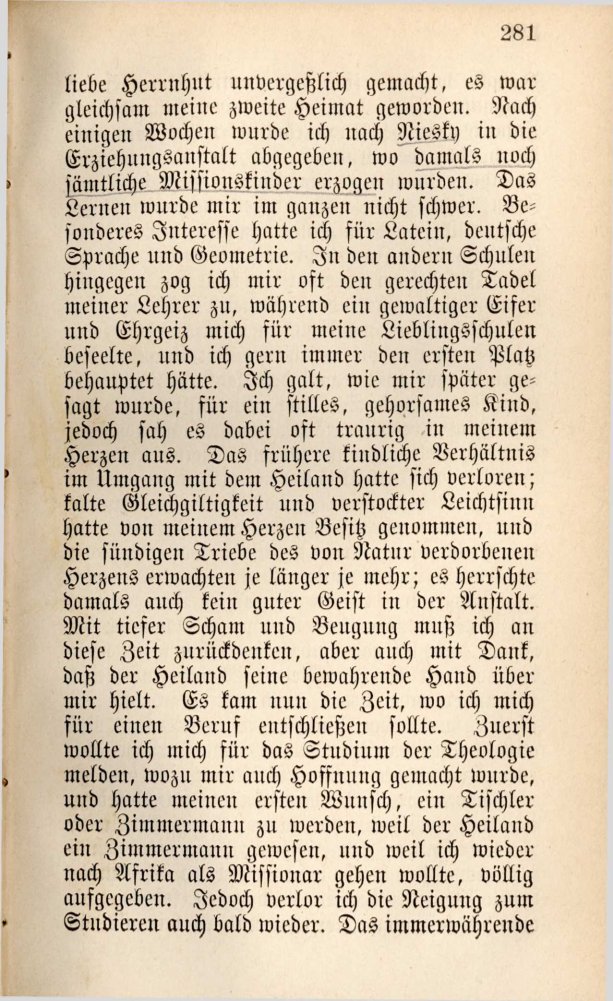 281
liebe Herrnhut unvergeßlich gemacht, es war
gleichsam meine zweite Heimat geworden. Nach
einigen Wochen wurde ich nach Niesky in die
Erziehungsanstalt abgegeben, wo damals noch
sämtliche Missionskinder erzogen wurden. Das
Lernen wurde mir im ganzen nicht schwer. Be-
sonderes Interesse hatte ich für Latein, deutsche
Sprache und Geometrie. In den andern Schulen
hingegen zog ich mir oft den gerechten Tadel
meiner Lehrer zu, während ein gewaltiger Eifer
und Ehrgeiz mich für meine Lieblingsschulen
beseelte, und ich gern immer den ersten Platz
behauptet hätte. Ich galt, wie mir später ge-
sagt wurde, für ein stilles, gehorsames Kind,
jedoch sah es dabei oft traurig in meinem
Herzen aus. Das frühere kindliche Verhältnis
im Umgang mit dem Heiland hatte sich verloren;
kalte Gleichgiltigkeit und verstockter Leichtsinn
hatte von meinem Herzen Besitz genommen, und
die sündigen Triebe des von Natur verdorbenen
Herzens erwachten je länger je mehr; es herrschte
damals auch kein guter Geist in der Anstalt.
Mit tiefer Scham und Beugung muß ich an
diese Zeit zurückdenken, aber auch mit Dank,
daß der Heiland seine bewahrende Hand über
mir hielt. Es kam nun die Zeit, wo ich mich
für einen Beruf entschließen sollte. Zuerst
wollte ich mich für das Studium der Theologie
melden, wozu mir auch Hoffnung gemacht wurde,
und hatte meinen ersten Wunsch, ein Tischler
oder Zimmermann zu werden, weil der Heiland
ein Zimmermann gewesen, und weil ich wieder
nach Afrika als Missionar gehen wollte, völlig
aufgegeben. Jedoch verlor ich die Neigung zum
Studieren auch bald wieder. Das immerwährende